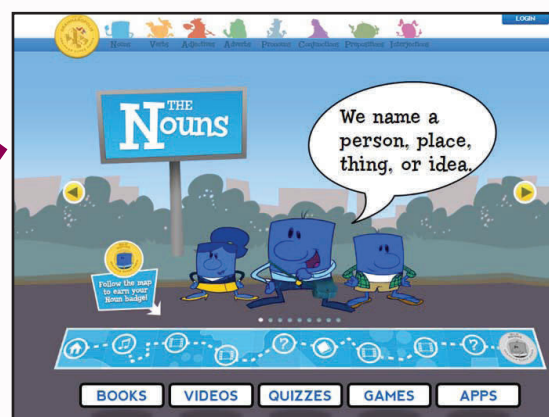 LOGIN
Nouns Verbs Adjectives Adverbs Pronouns Conjunctions Prepositions Interjections
THE
Nouns
We name a
person, place,
thing, or idea.
Follow the map
to earn your
Noun badge!
?
?
BOOKS VIDEOS QUIZZES GAMES APPS